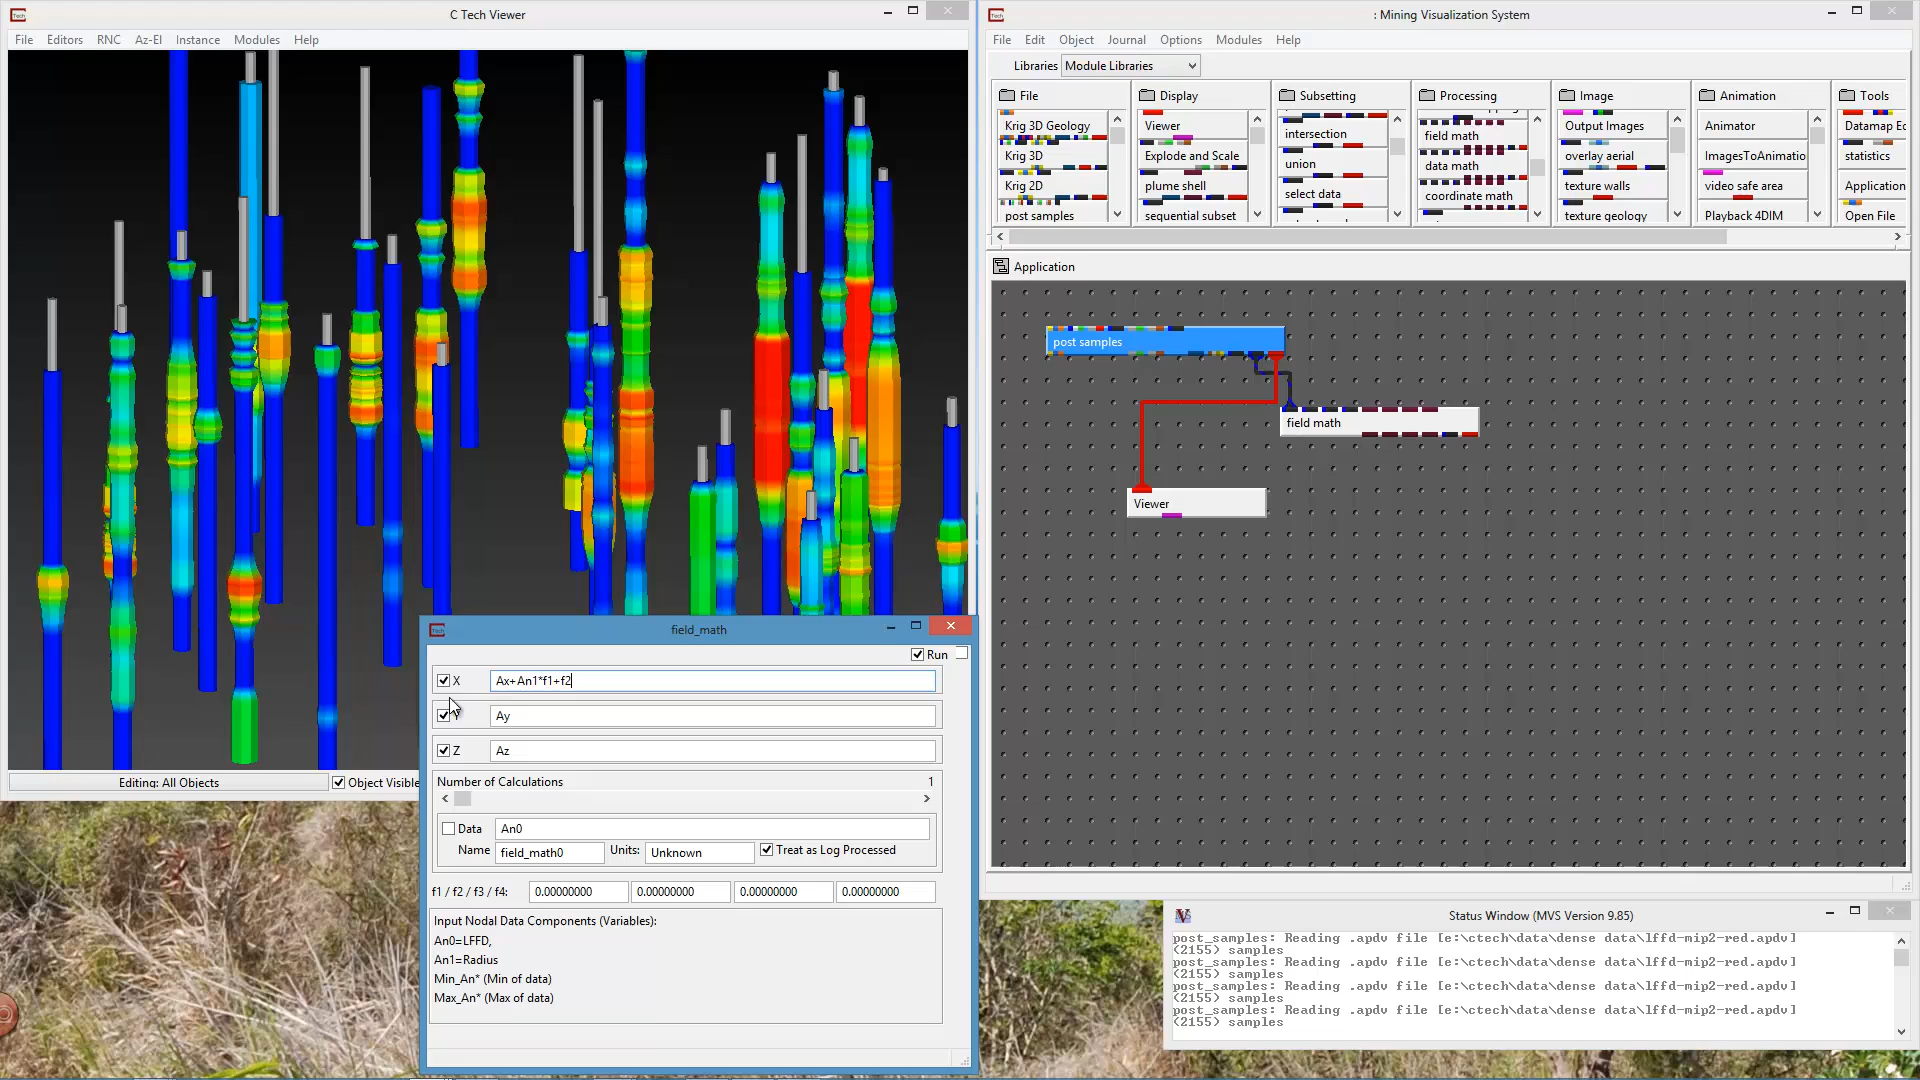 C Tech Viewer
File Editors RNC Az-El Instance Modules Help
Editing: All Objects
Object Visible
: Mining Visualization System
File Edit Object Journal Options Modules Help
Libraries Module Libraries
File
Krig 3D Geology
Krig 3D
Krig 2D
post samples
Display
Viewer
Explode and Scale
plume shell
sequential subset
Subsetting
intersection
union
select data
Processing
field math
data math
coordinate math
Image
Output Images
overlay aerial
texture walls
texture geology
Animation
Animator
ImagesToAnimatio
video safe area
Playback 4DIM
Tools
Datamap Ec
statistics
Application
Open File
Application
post samples
field math
Viewer
field_math
Run
X Ax+An1*f1+f2
Y Ay
Z Az
Number of Calculations 1
Data An0
Name field_math0 Units: Unknown Treat as Log Processed
f1 / f2 / f3 / f4: 0.00000000 0.00000000 0.00000000 0.00000000
Input Nodal Data Components (Variables):
An0=LFFD,
An1=Radius
Min_An* (Min of data)
Max_An* (Max of data)
Status Window (MVS Version 9.85)
post_samples: Reading .apdv file [e:\ctech\data\dense data\lffd-mip2-red.apdv]
(2155) samples
post_samples: Reading .apdv file [e:\ctech\data\dense data\lffd-mip2-red.apdv]
(2155) samples
post_samples: Reading .apdv file [e:\ctech\data\dense data\lffd-mip2-red.apdv]
(2155) samples
post_samples: Reading .apdv file [e:\ctech\data\dense data\lffd-mip2-red.apdv]
(2155) samples